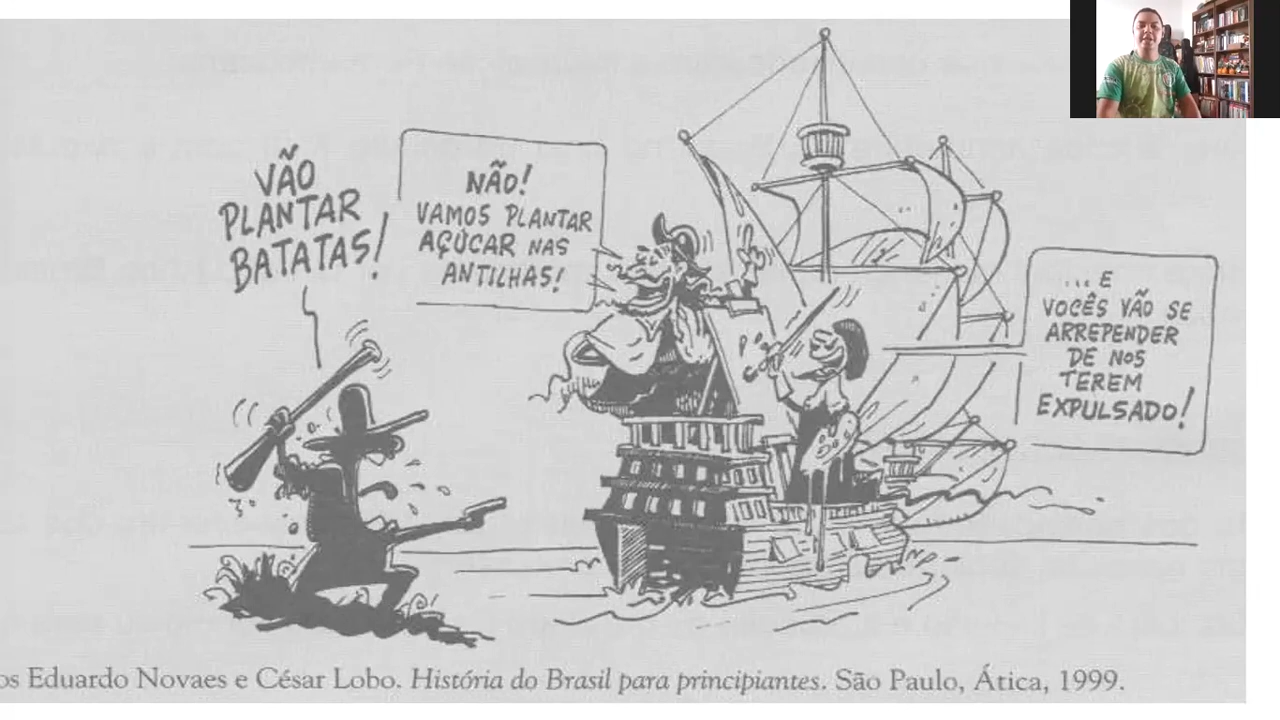 VÃO
PLANTAR
BATATAS!
NÃO!
VAMOS PLANTAR
AÇÚCAR NAS
ANTILHAS!
... E
VOCÊS VÃO SE
ARREPENDER
DE NOS
TEREM
EXPULSADO!
os Eduardo Novaes e César Lobo. História do Brasil para principiantes. São Paulo, Ática, 1999.